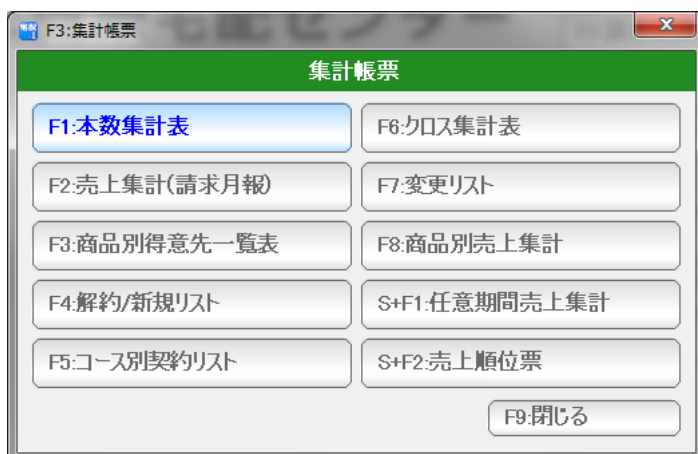 F3:集計帳票
集計帳票
F1:本数集計表
F2:売上集計(請求月報)
F3:商品別得意先一覧表
F4:解約/新規リスト
F5:コース別契約リスト
F6:クロス集計表
F7:変更リスト
F8:商品別売上集計
S+F1:任意期間売上集計
S+F2:売上順位票
F9:閉じる